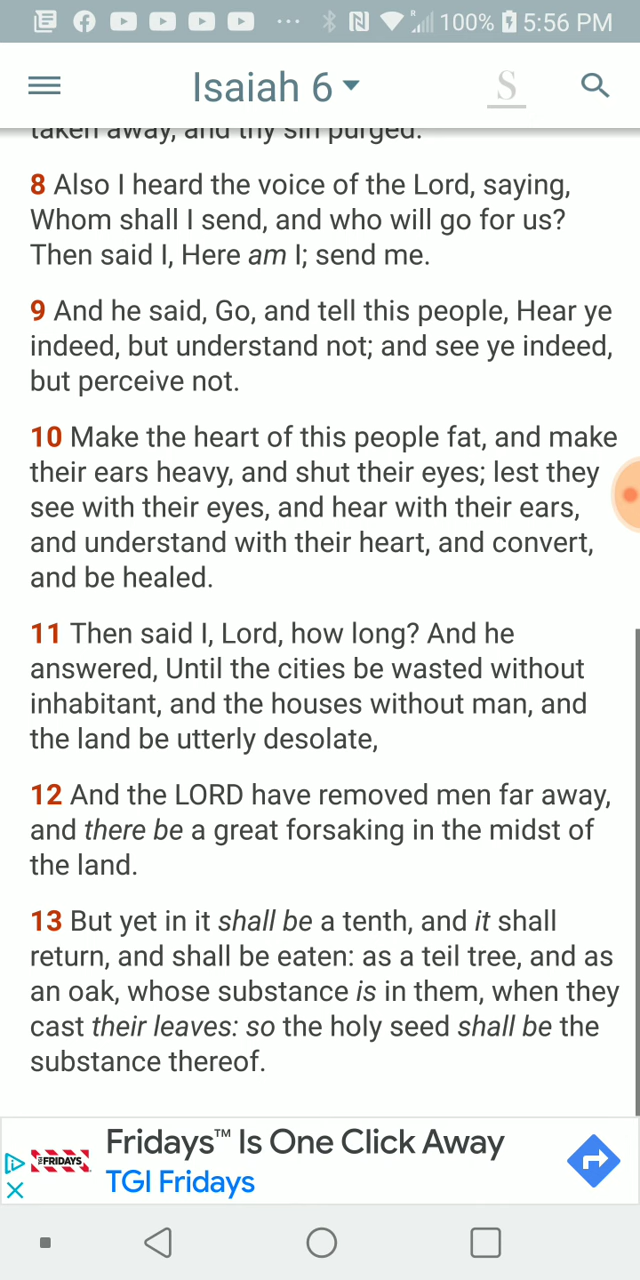 100% 5:56 PM
Isaiah 6
S
taken away, and thy sin purged.
8 Also I heard the voice of the Lord, saying,
Whom shall I send, and who will go for us?
Then said I, Here am I; send me.
9 And he said, Go, and tell this people, Hear ye
indeed, but understand not; and see ye indeed,
but perceive not.
10 Make the heart of this people fat, and make
their ears heavy, and shut their eyes; lest they
see with their eyes, and hear with their ears,
and understand with their heart, and convert,
and be healed.
11 Then said I, Lord, how long? And he
answered, Until the cities be wasted without
inhabitant, and the houses without man, and
the land be utterly desolate,
12 And the LORD have removed men far away,
and there be a great forsaking in the midst of
the land.
13 But yet in it shall be a tenth, and it shall
return, and shall be eaten: as a teil tree, and as
an oak, whose substance is in them, when they
cast their leaves: so the holy seed shall be the
substance thereof.
Fridays™ Is One Click Away
FRIDAYS
TGI Fridays